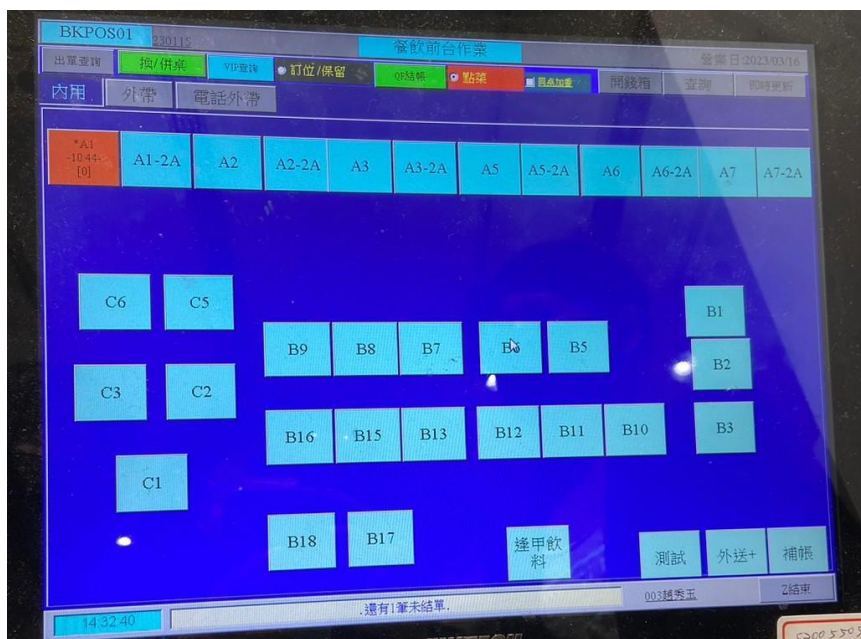 BKPOS01 230115 餐飲前台作業 營業日:2023/03/16
出單查詢 換/併桌 VIP查詢 訂位/保留 QR結帳 點菜 開錢箱 查詢 即時更新
內用 外帶 電話外帶
*A1
-10:44-
[0]
A1-2A A2 A2-2A A3 A3-2A A5 A5-2A A6 A6-2A A7 A7-2A
C6 C5 B1
B9 B8 B7 B6 B5 B2
C3 C2
B16 B15 B13 B12 B11 B10 B3
C1
B18 B17 逢甲飲
料
測試 外送+ 補帳
14:32:40 .還有1筆未結單. 003趙秀玉 Z結束